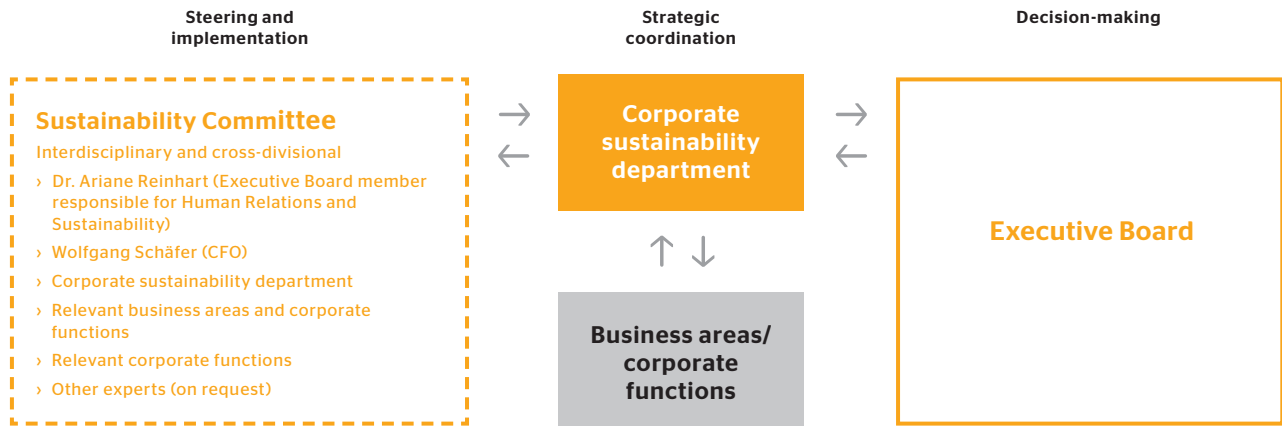 Steering and
implementation
Sustainability Committee
Interdisciplinary and cross-divisional
› Dr. Ariane Reinhart (Executive Board member
responsible for Human Relations and
Sustainability)
› Wolfgang Schäfer (CFO)
› Corporate sustainability department
› Relevant business areas and corporate
functions
› Relevant corporate functions
› Other experts (on request)
Strategic
coordination
Corporate
sustainability
department
Business areas/
corporate
functions
Decision-making
Executive Board